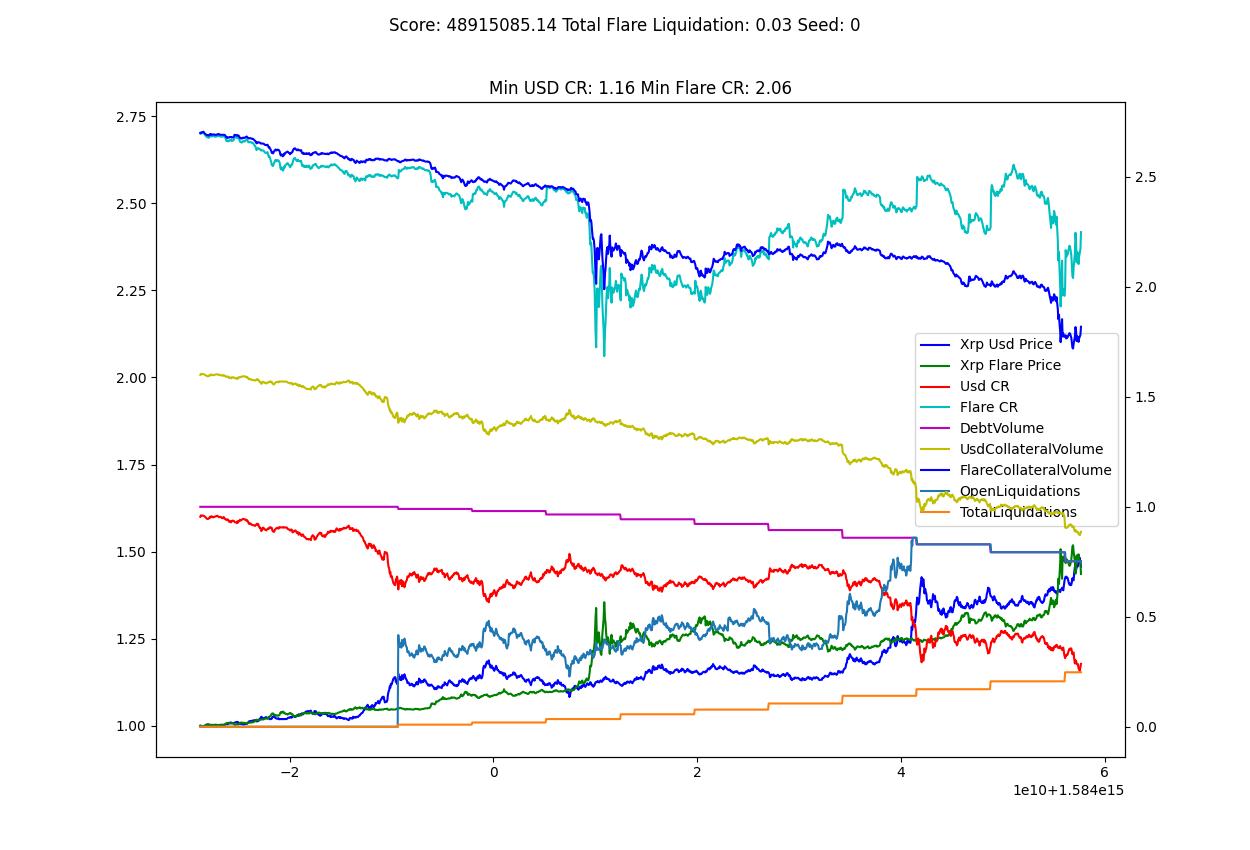 Score: 48915085.14 Total Flare Liquidation: 0.03 Seed: 0
Min USD CR: 1.16 Min Flare CR: 2.06
2.75
2.50
2.25
2.00
1.75
1.50
1.25
1.00
2.5
2.0
1.5
1.0
0.5
0.0
Xrp Usd Price
Xrp Flare Price
Usd CR
Flare CR
DebtVolume
UsdCollateralVolume
FlareCollateralVolume
OpenLiquidations
TotalLiquidations
−2
0
2
4
6
1e10+1.584e15